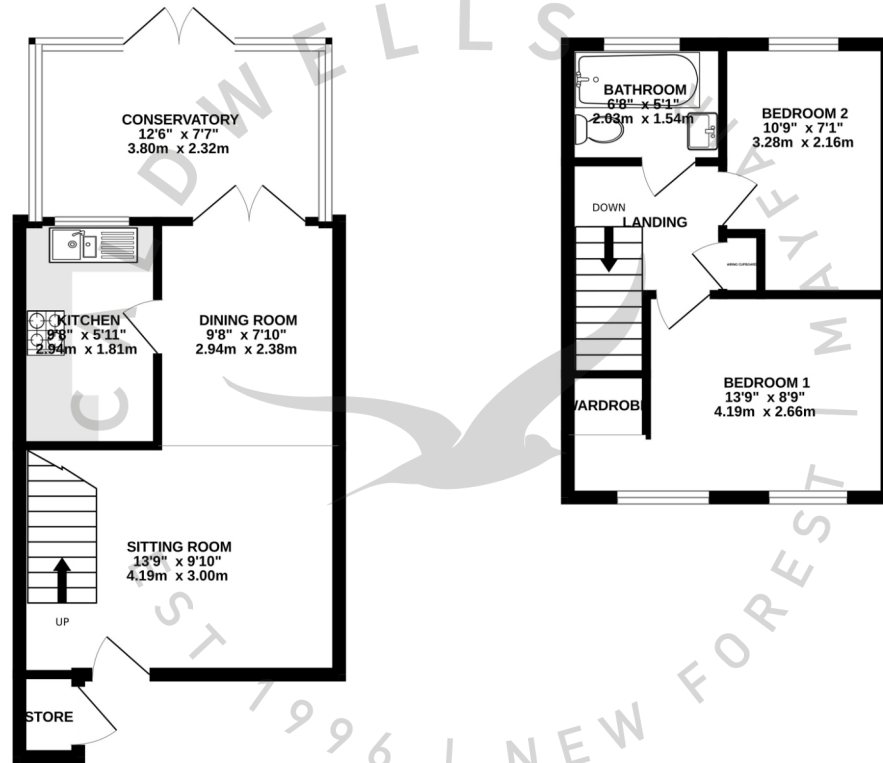 CONSERVATORY
12'6" x 7'7"
3.80m x 2.32m
KITCHEN
9'8" x 5'11"
2.94m x 1.81m
DINING ROOM
9'8" x 7'10"
2.94m x 2.38m
SITTING ROOM
13'9" x 9'10"
4.19m x 3.00m
UP
STORE
BATHROOM
6'8" x 5'1"
2.03m x 1.54m
BEDROOM 2
10'9" x 7'1"
3.28m x 2.16m
DOWN
LANDING
AIRING CUPBOARD
BEDROOM 1
13'9" x 8'9"
4.19m x 2.66m
WARDROBE
CALDWELLS
EST 1996 | NEW FOREST | MAYFAIR